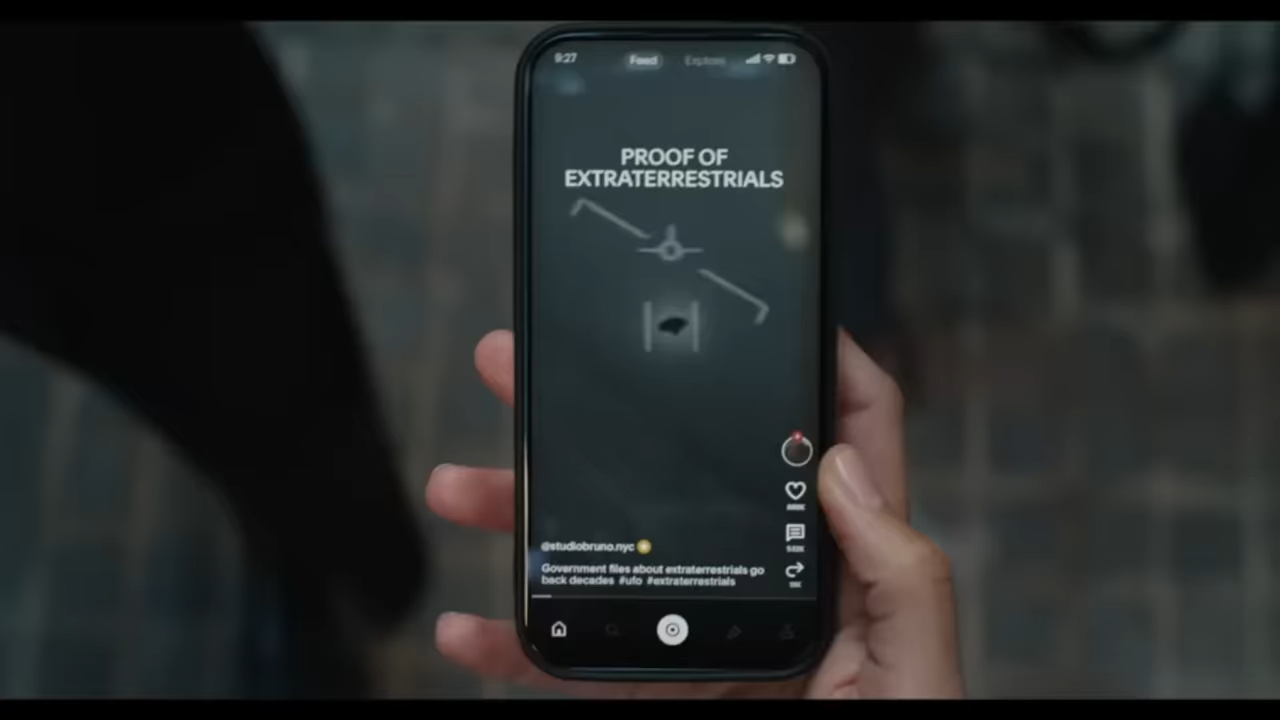 9:27
Feed
Explore
PROOF OF
EXTRATERRESTRIALS
@studiobruno.nyc
Government files about extraterrestrials go
back decades #ufo #extraterrestrials